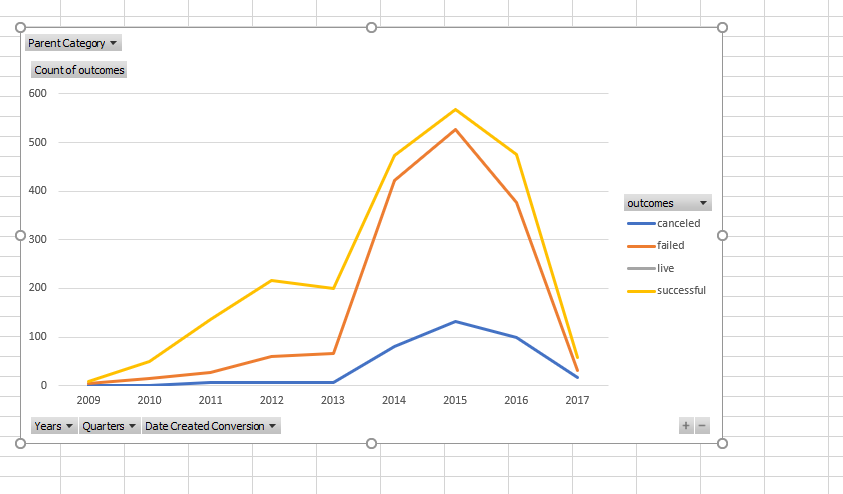 Parent Category
Count of outcomes
600
500
400
300
200
100
0
2009 2010 2011 2012 2013 2014 2015 2016 2017
outcomes
canceled
failed
live
successful
Years Quarters Date Created Conversion
+ −